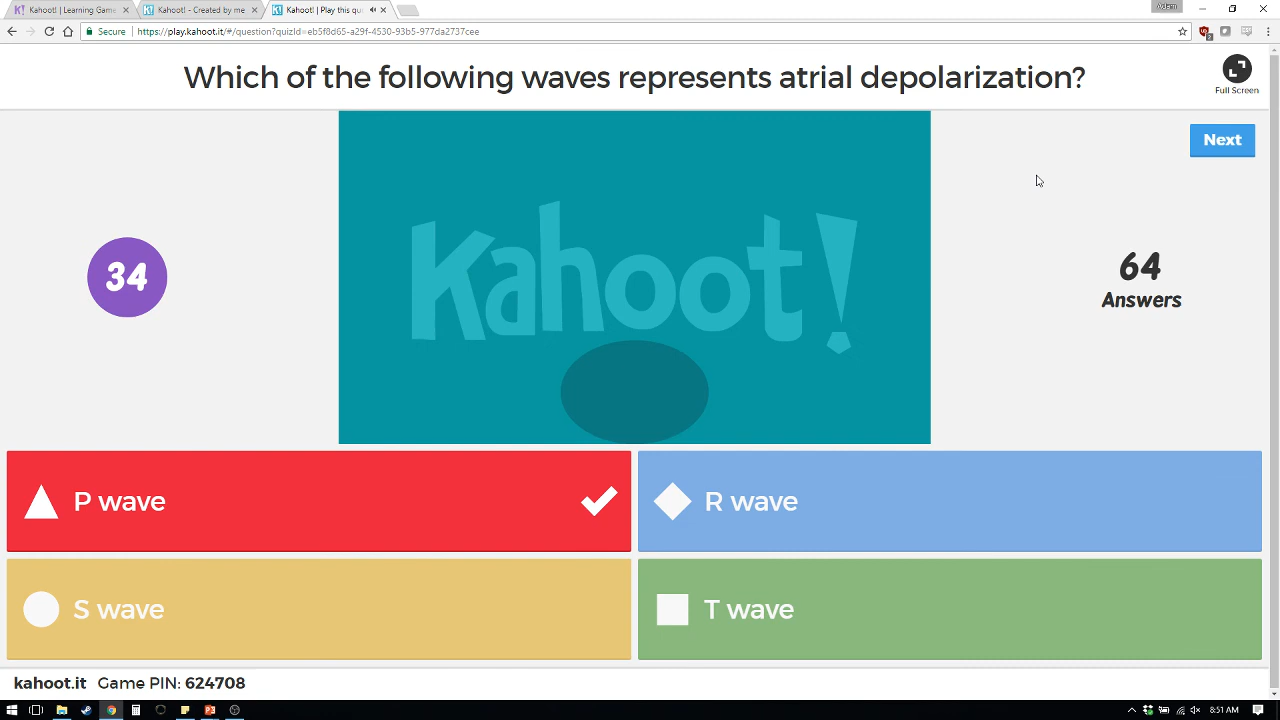 Kahoot! | Learning Game
Kahoot! - Created by me
Kahoot! | Play this qu
Adam
Secure
https://play.kahoot.it/#/question?quizId=eb5f8d65-a29f-4530-93b5-977da2737cee
Which of the following waves represents atrial depolarization?
Full Screen
Next
34
Kahoot!
64
Answers
P wave
R wave
S wave
T wave
kahoot.it Game PIN: 624708
8:51 AM